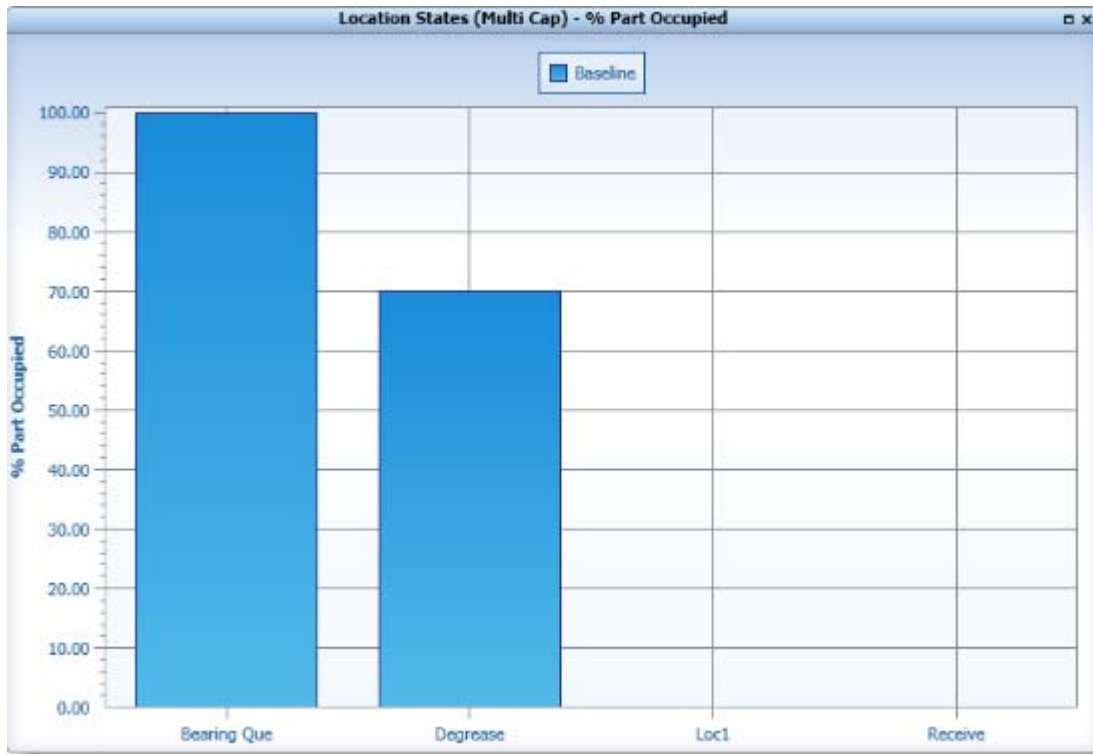 Location States (Multi Cap) - % Part Occupied
Baseline
% Part Occupied
100.00
90.00
80.00
70.00
60.00
50.00
40.00
30.00
20.00
10.00
0.00
Bearing Que Degrease Loc1 Receive